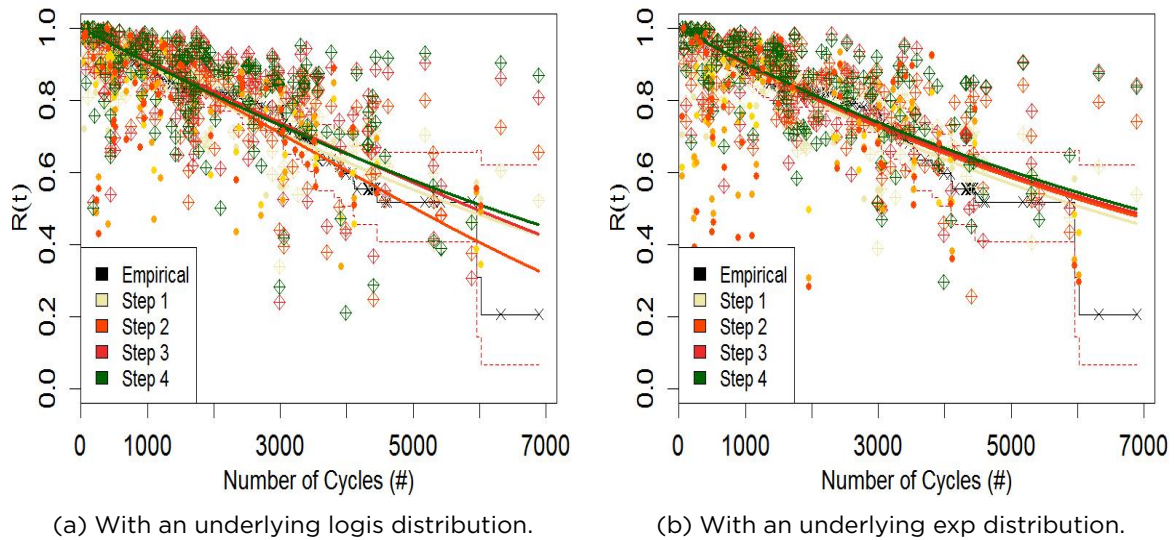 R(t)
1.0
0.8
0.6
0.4
0.2
0.0
Empirical
Step 1
Step 2
Step 3
Step 4
0 1000 3000 5000 7000
Number of Cycles (#)
(a) With an underlying logis distribution.
R(t)
1.0
0.8
0.6
0.4
0.2
0.0
Empirical
Step 1
Step 2
Step 3
Step 4
0 1000 3000 5000 7000
Number of Cycles (#)
(b) With an underlying exp distribution.